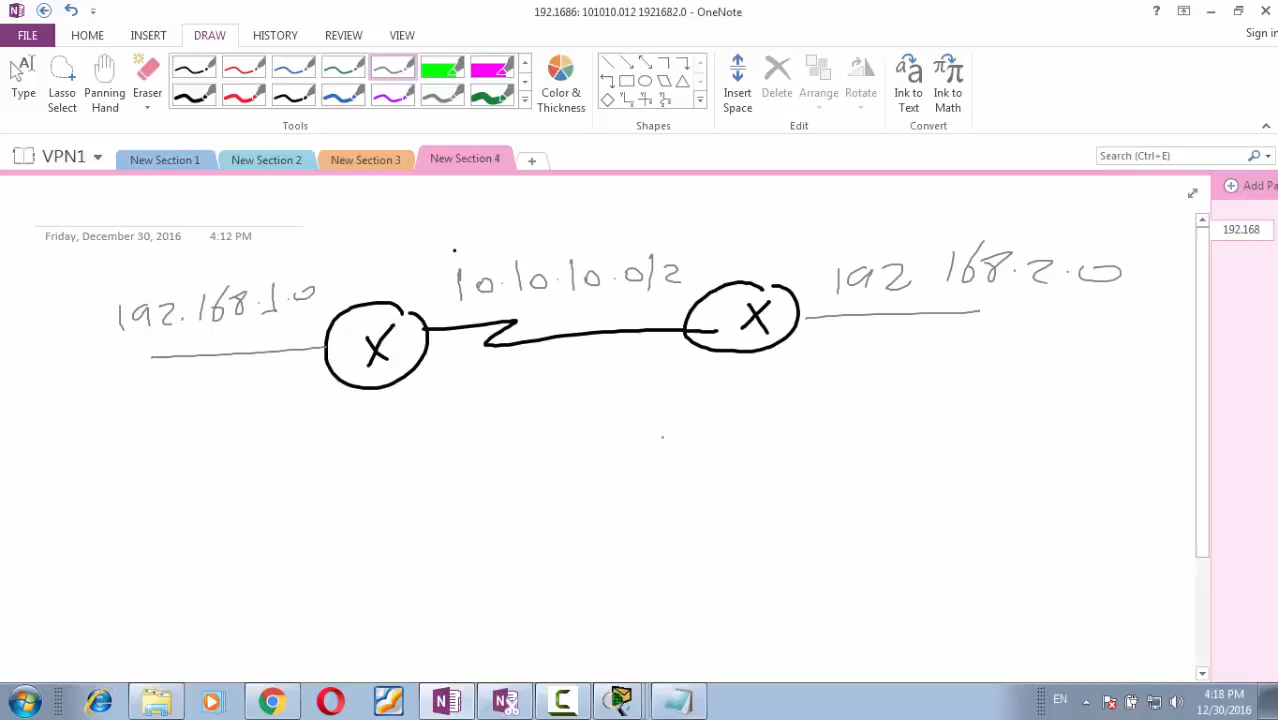 192.1686: 101010.012 1921682.0 - OneNote
?
FILE HOME INSERT DRAW HISTORY REVIEW VIEW
Sign in
Type Lasso Select Panning Hand Eraser
Color & Thickness
Insert Space Delete Arrange Rotate
Ink to Text Ink to Math
Tools Shapes Edit Convert
VPN1 New Section 1 New Section 2 New Section 3 New Section 4 +
Search (Ctrl+E)
Add Pa
192.168
Friday, December 30, 2016 4:12 PM
192.168.1.0
10.10.10.0/2
192 168.2.0
X
X
EN
4:18 PM
12/30/2016